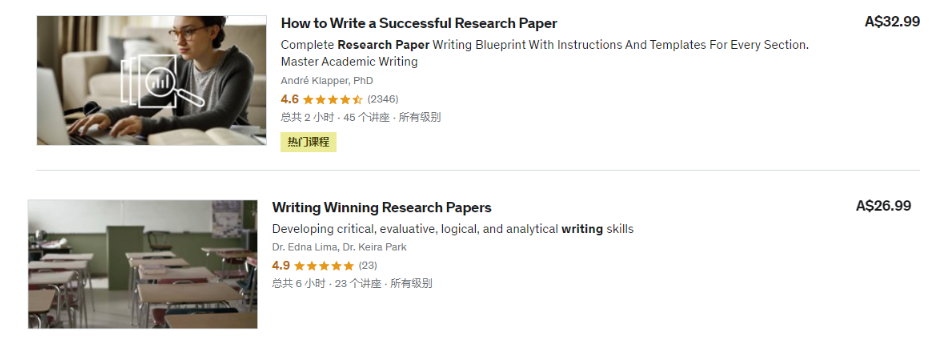 How to Write a Successful Research Paper
A$32.99
Complete Research Paper Writing Blueprint With Instructions And Templates For Every Section.
Master Academic Writing
André Klapper, PhD
4.6 (2346)
总共 2 小时 · 45 个讲座 · 所有级别
热门课程
Writing Winning Research Papers
A$26.99
Developing critical, evaluative, logical, and analytical writing skills
Dr. Edna Lima, Dr. Keira Park
4.9 (23)
总共 6 小时 · 23 个讲座 · 所有级别